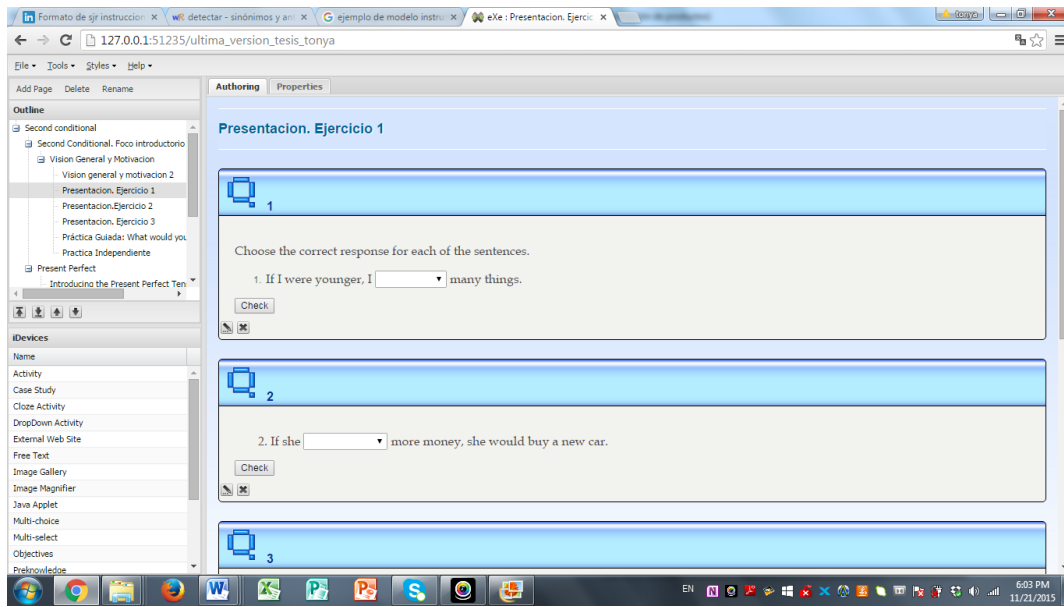 Formato de sjr instruccion
detectar - sinónimos y ant
ejemplo de modelo instru
eXe : Presentacion. Ejercic
tonya
127.0.0.1:51235/ultima_version_tesis_tonya
File Tools Styles Help
Add Page Delete Rename
Authoring Properties
Outline
Second conditional
Second Conditional. Foco introductorio
Vision General y Motivacion
Vision general y motivacion 2
Presentacion. Ejercicio 1
Presentacion.Ejercicio 2
Presentacion. Ejercicio 3
Práctica Guiada: What would you
Practica Independiente
Present Perfect
Introducing the Present Perfect Ten
iDevices
Name
Activity
Case Study
Cloze Activity
DropDown Activity
External Web Site
Free Text
Image Gallery
Image Magnifier
Java Applet
Multi-choice
Multi-select
Objectives
Preknowledge
Presentacion. Ejercicio 1
1
Choose the correct response for each of the sentences.
1. If I were younger, I many things.
Check
2
2. If she more money, she would buy a new car.
Check
3
EN
6:03 PM
11/21/2015